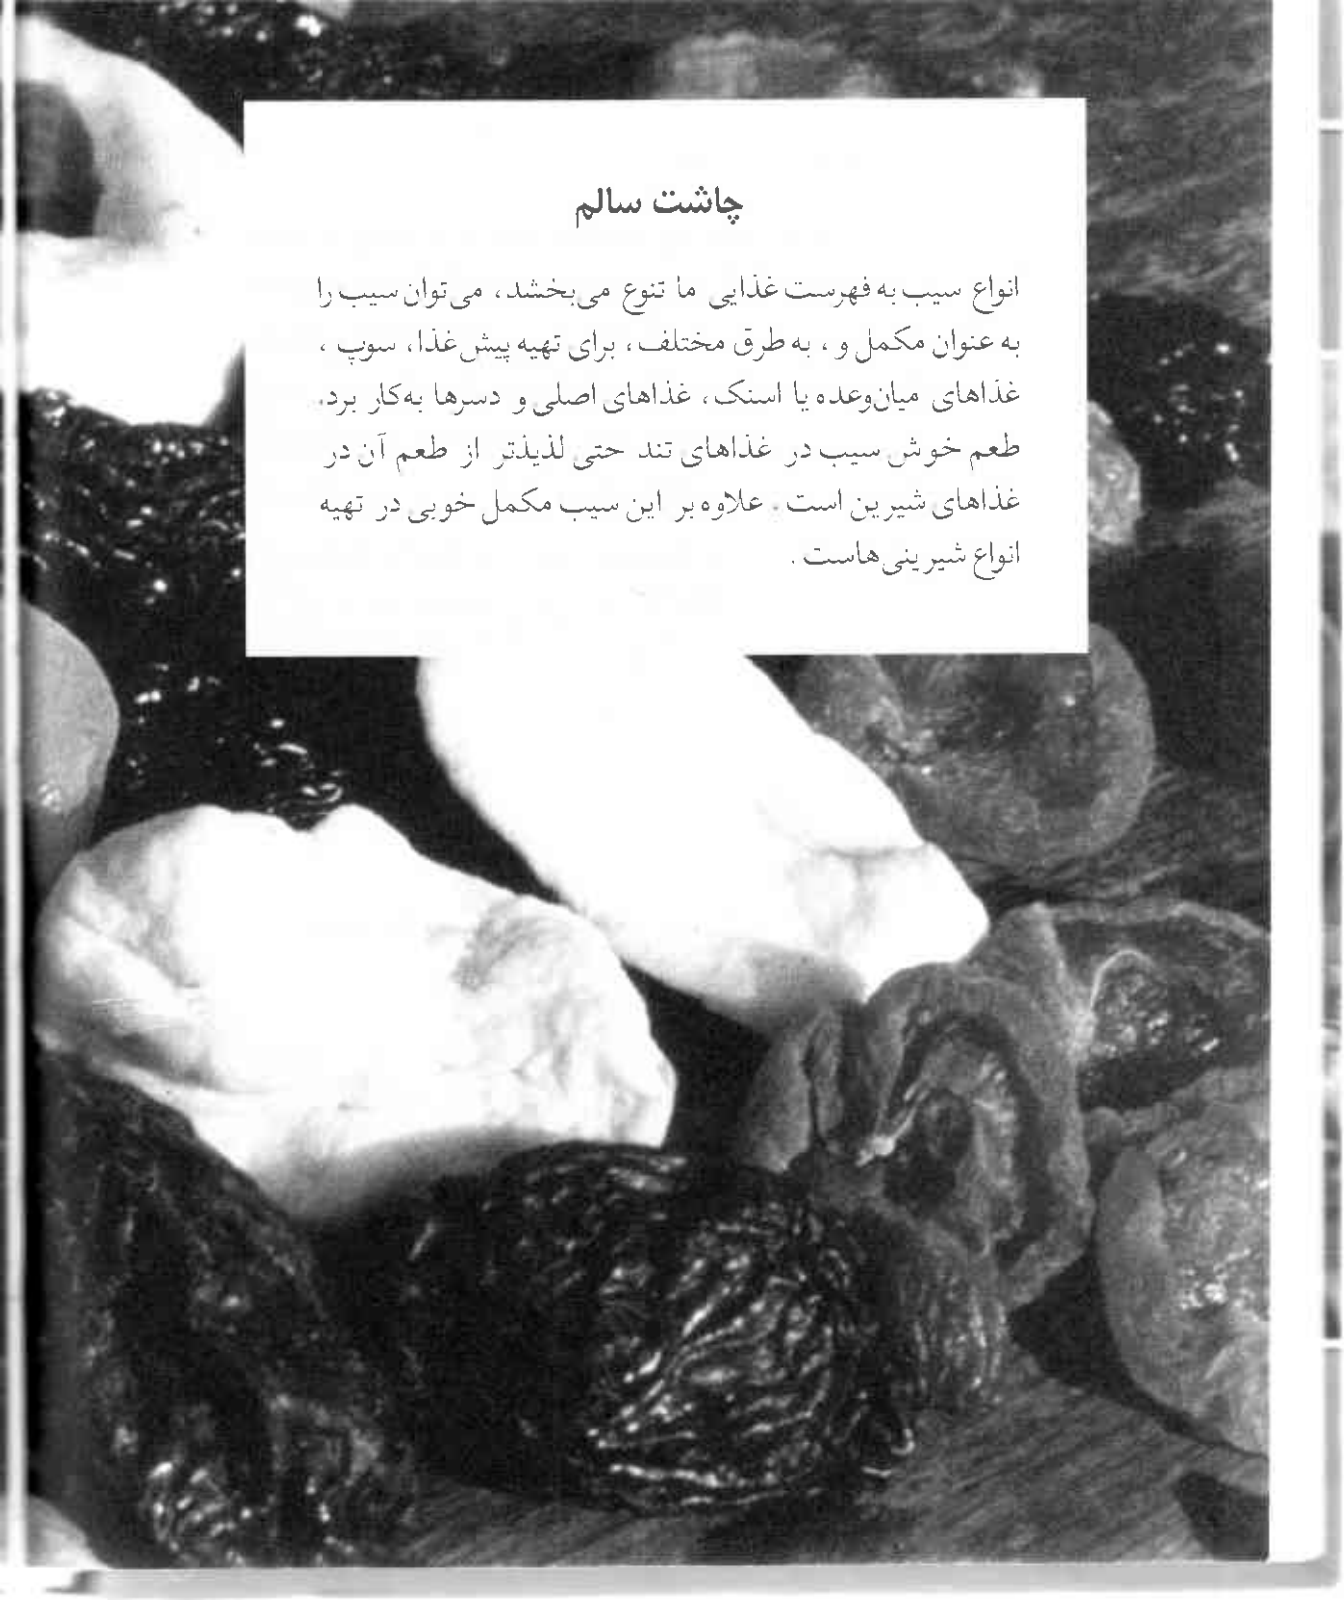 چاشت سالم
انواع سیب به فهرست غذایی ما تنوع می‌بخشد، می‌توان سیب را
به عنوان مکمل و ، به طرق مختلف، برای تهیه پیش‌غذا، سوپ ،
غذاهای میان‌وعده یا اسنک، غذاهای اصلی و دسرها به‌کار برد.
طعم خوش سیب در غذاهای تند حتی لذیذتر از طعم آن در
غذاهای شیرین است . علاوه بر این سیب مکمل خوبی در تهیه
انواع شیرینی‌هاست .